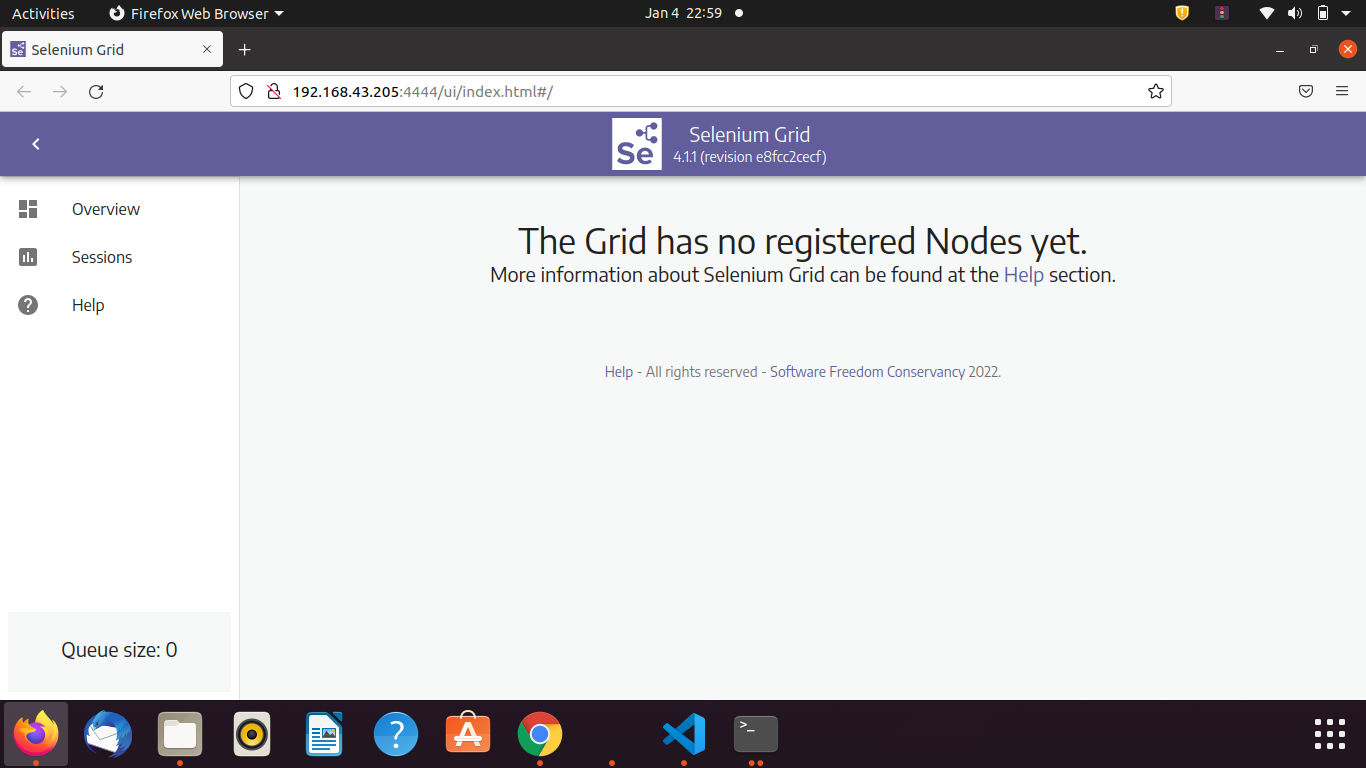 Activities Firefox Web Browser Jan 4 22:59
Selenium Grid
192.168.43.205:4444/ui/index.html#/
Se
Selenium Grid
4.1.1 (revision e8fcc2cecf)
Overview
Sessions
Help
The Grid has no registered Nodes yet.
More information about Selenium Grid can be found at the Help section.
Help - All rights reserved - Software Freedom Conservancy 2022.
Queue size: 0